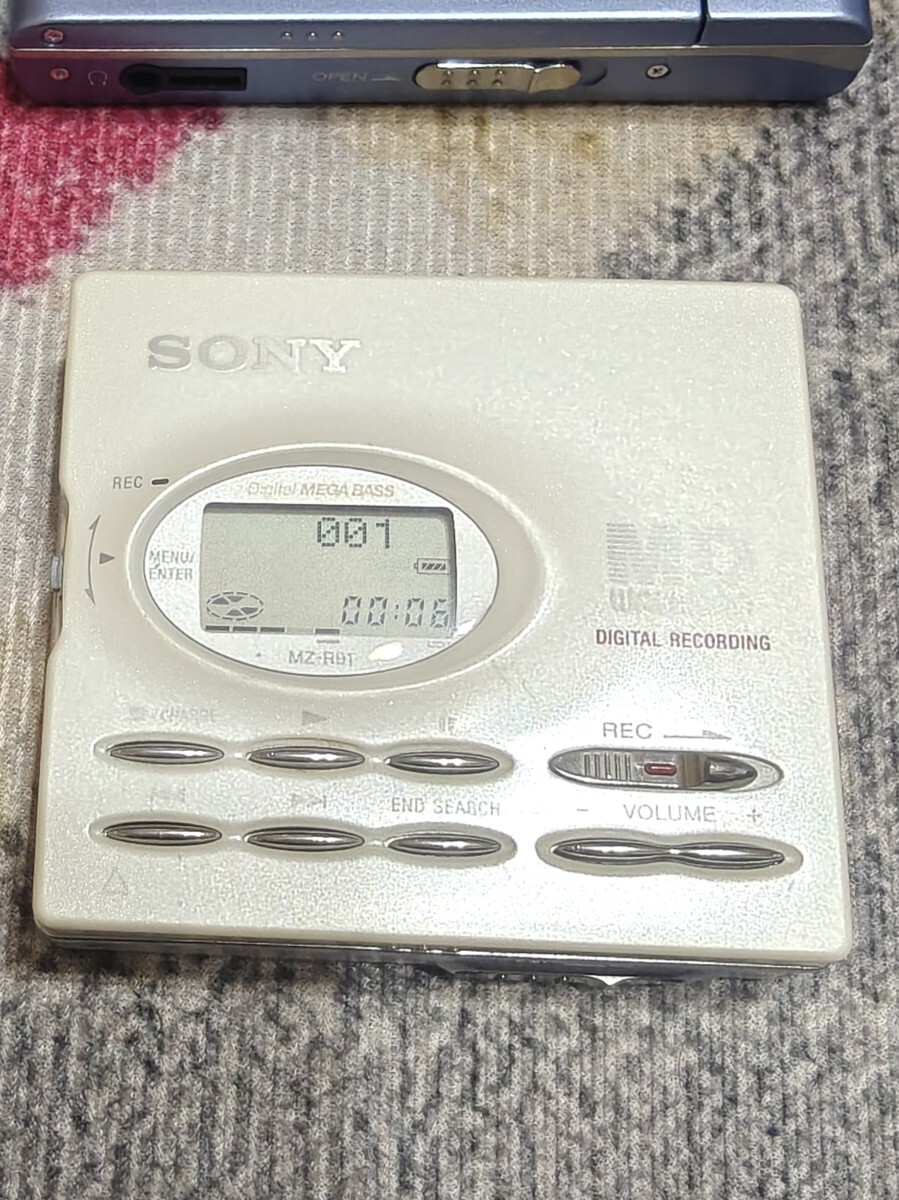 OPEN
SONY
REC
Digital MEGA BASS
001
MENU/
ENTER
00:06
MZ-R91
DIGITAL RECORDING
/CHARGE
REC
END SEARCH
- VOLUME +